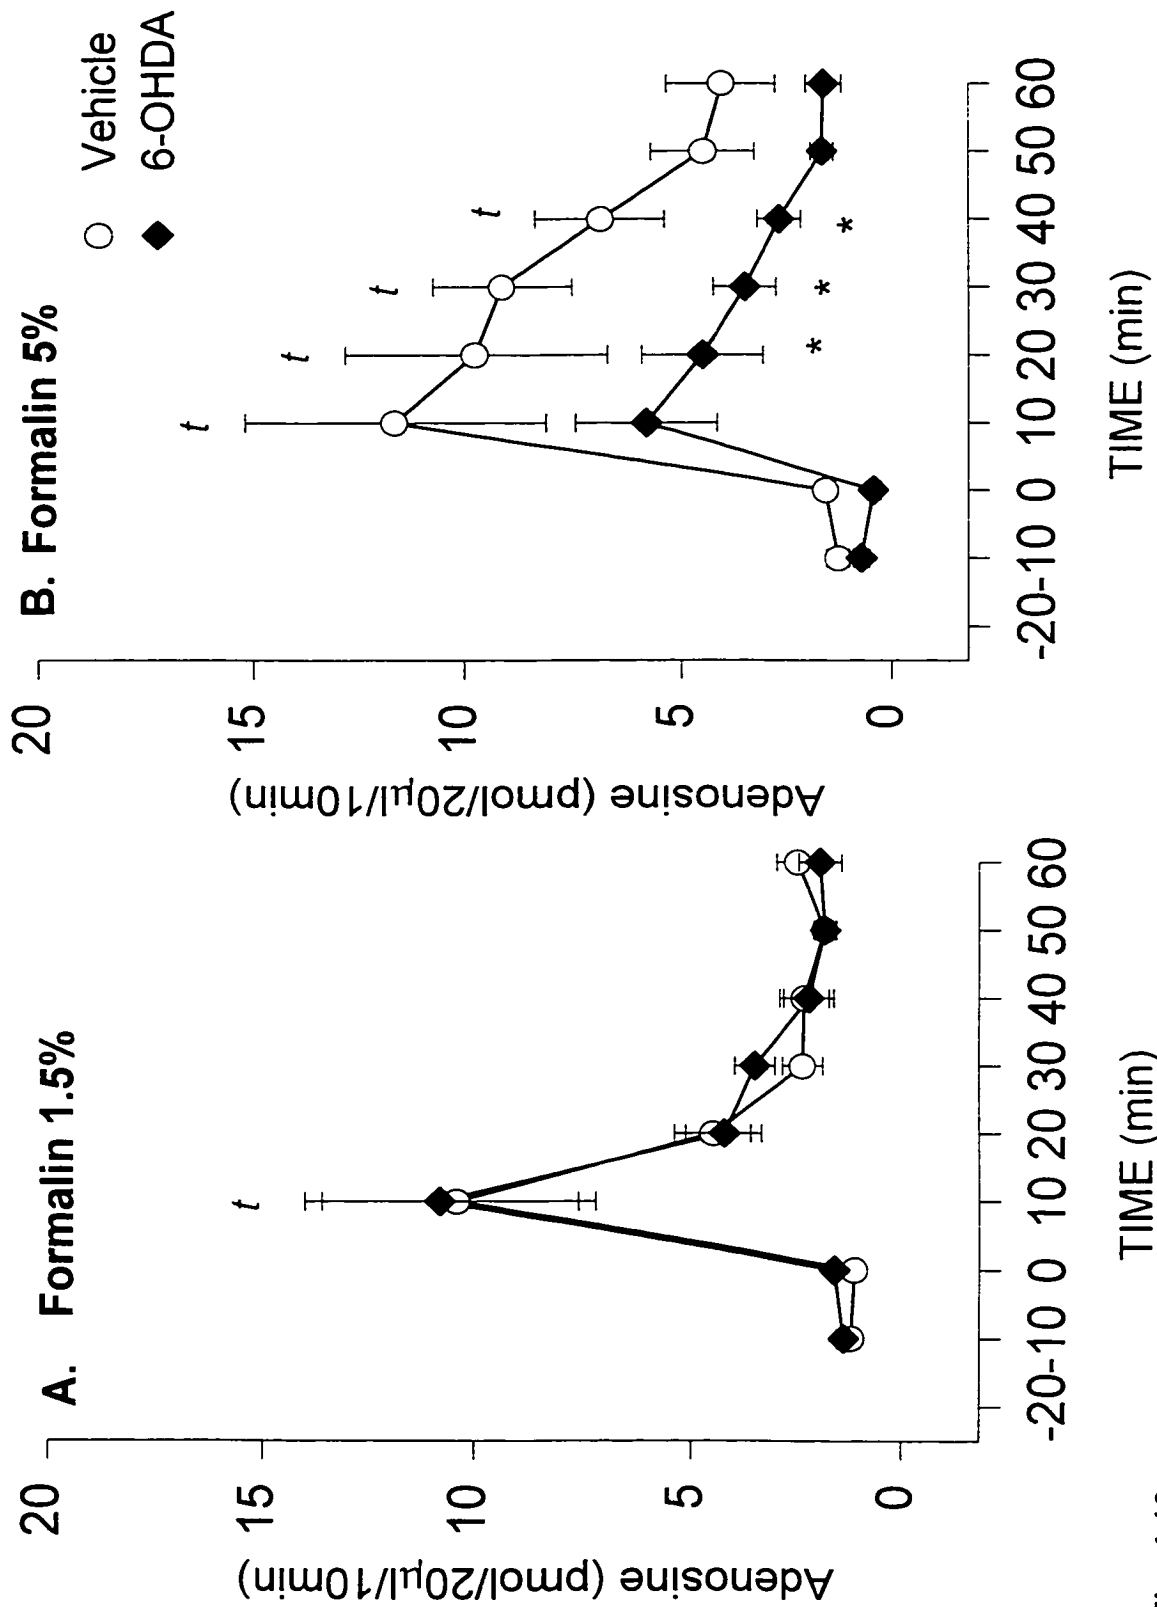 A. Formalin 1.5%
Adenosine (pmol/20µl/10min)
20
15
10
5
0
t
-20-10 0 10 20 30 40 50 60
TIME (min)
B. Formalin 5%
Vehicle
6-OHDA
Adenosine (pmol/20µl/10min)
20
15
10
5
0
t
t
t
t
* * *
-20-10 0 10 20 30 40 50 60
TIME (min)